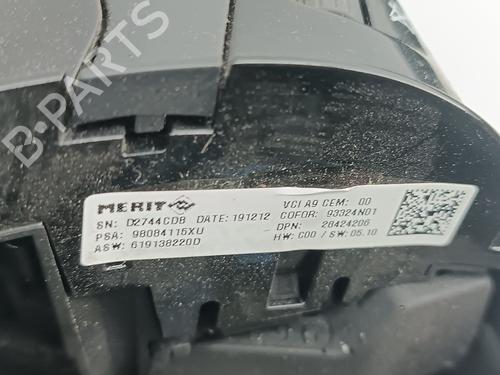 B-PARTS
MERIT VCI A9 CEM: 00
SN: D2744CDB DATE: 191212 COFOR: 93324N01
PSA: 98084115XU DPN: 28424206
ASW: 619138220D HW: C00 / SW: 05.10